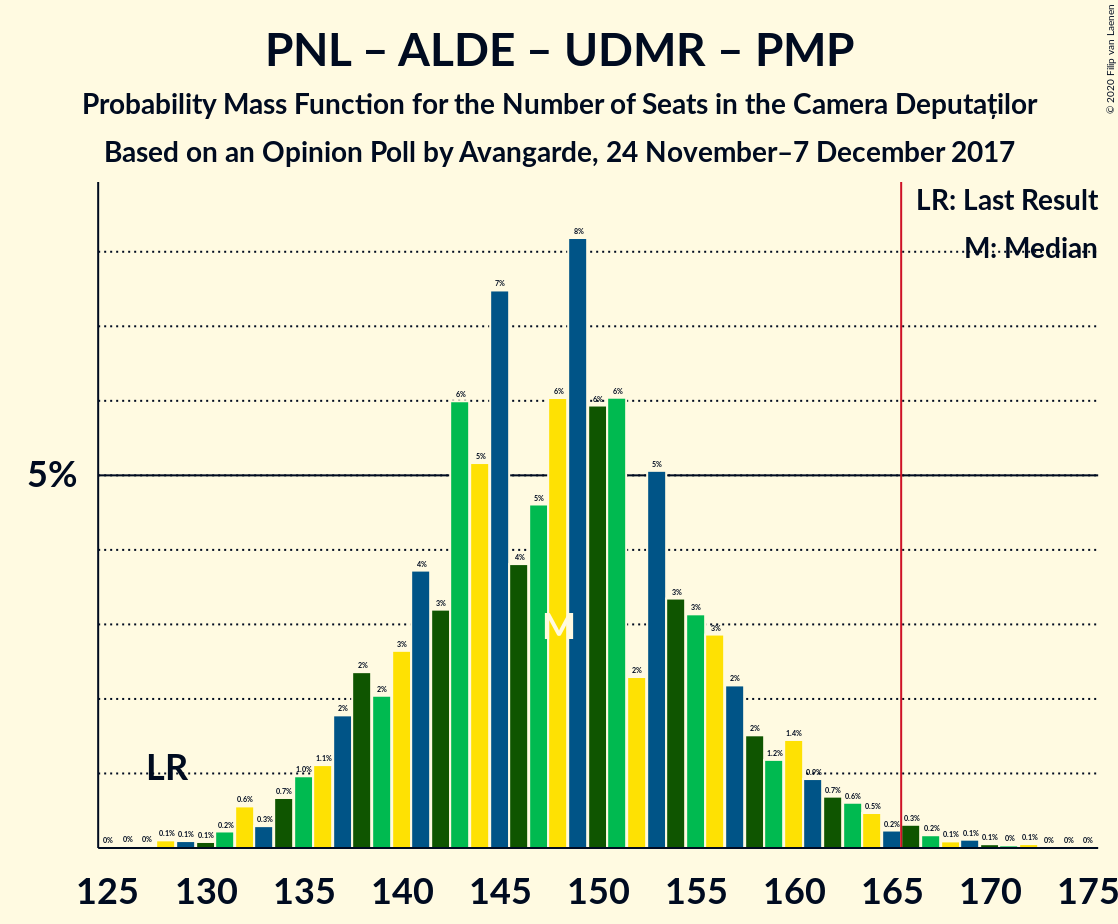 PNL – ALDE – UDMR – PMP
Probability Mass Function for the Number of Seats in the Camera Deputaților
Based on an Opinion Poll by Avangarde, 24 November–7 December 2017
© 2020 Filip van Laenen
LR: Last Result
M: Median
5%
LR
M
0% 0% 0% 0.1% 0.1% 0.1% 0.2% 0.6% 0.3% 0.7% 1.0% 1.1% 2% 2% 2% 3% 4% 3% 6% 5% 7% 4% 5% 6% 8% 6% 6% 2% 5% 3% 3% 3% 2% 2% 1.2% 1.4% 0.9% 0.7% 0.6% 0.5% 0.2% 0.3% 0.2% 0.1% 0.1% 0.1% 0% 0.1% 0% 0% 0%
125 130 135 140 145 150 155 160 165 170 175